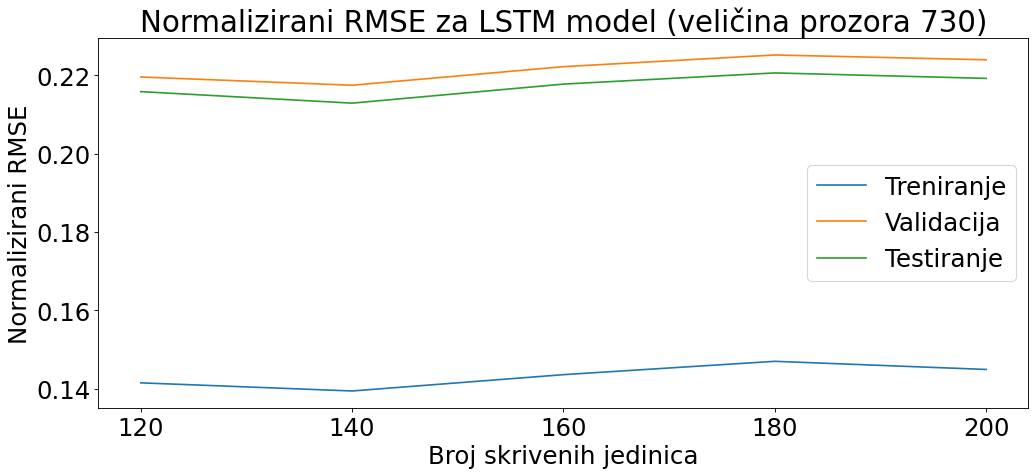 Normalizirani RMSE za LSTM model (veličina prozora 730)
Normalizirani RMSE
0.22
0.20
0.18
0.16
0.14
Treniranje
Validacija
Testiranje
120 140 160 180 200
Broj skrivenih jedinica